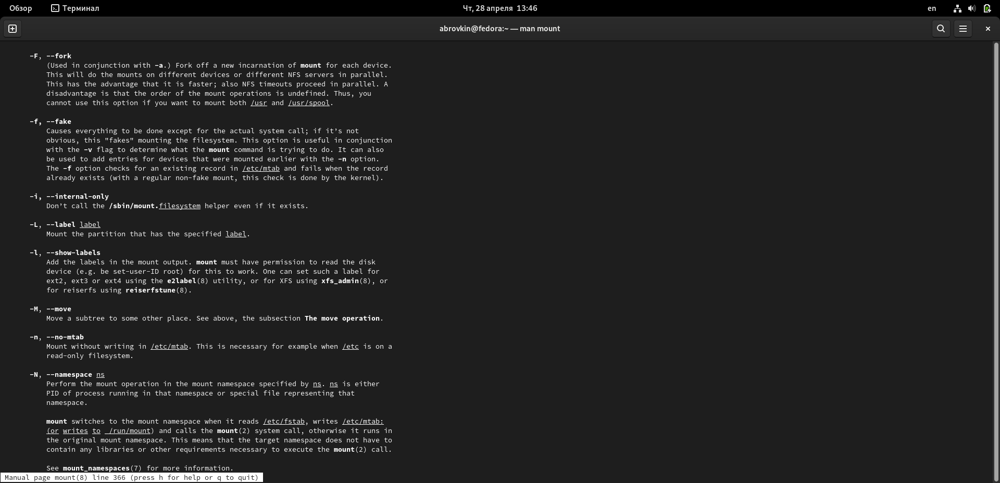 Обзор
Терминал
Чт, 28 апреля 13:46
en
abrovkin@fedora:~ — man mount
-F, --fork
(Used in conjunction with -a.) Fork off a new incarnation of mount for each device.
This will do the mounts on different devices or different NFS servers in parallel.
This has the advantage that it is faster; also NFS timeouts proceed in parallel. A
disadvantage is that the order of the mount operations is undefined. Thus, you
cannot use this option if you want to mount both /usr and /usr/spool.
-f, --fake
Causes everything to be done except for the actual system call; if it’s not
obvious, this "fakes" mounting the filesystem. This option is useful in conjunction
with the -v flag to determine what the mount command is trying to do. It can also
be used to add entries for devices that were mounted earlier with the -n option.
The -f option checks for an existing record in /etc/mtab and fails when the record
already exists (with a regular non-fake mount, this check is done by the kernel).
-i, --internal-only
Don’t call the /sbin/mount.filesystem helper even if it exists.
-L, --label label
Mount the partition that has the specified label.
-l, --show-labels
Add the labels in the mount output. mount must have permission to read the disk
device (e.g. be set-user-ID root) for this to work. One can set such a label for
ext2, ext3 or ext4 using the e2label(8) utility, or for XFS using xfs_admin(8), or
for reiserfs using reiserfstune(8).
-M, --move
Move a subtree to some other place. See above, the subsection The move operation.
-n, --no-mtab
Mount without writing in /etc/mtab. This is necessary for example when /etc is on a
read-only filesystem.
-N, --namespace ns
Perform the mount operation in the mount namespace specified by ns. ns is either
PID of process running in that namespace or special file representing that
namespace.
mount switches to the mount namespace when it reads /etc/fstab, writes /etc/mtab:
(or writes to _/run/mount) and calls the mount(2) system call, otherwise it runs in
the original mount namespace. This means that the target namespace does not have to
contain any libraries or other requirements necessary to execute the mount(2) call.
See mount_namespaces(7) for more information.
Manual page mount(8) line 366 (press h for help or q to quit)